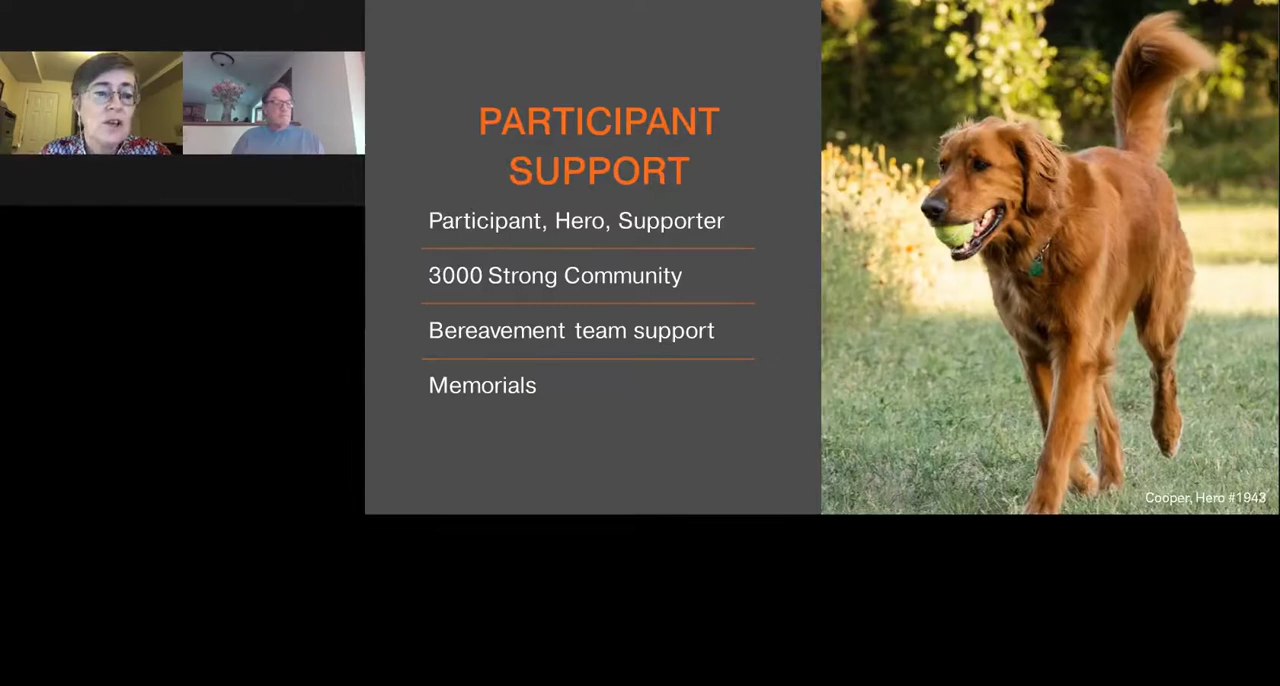 PARTICIPANT
SUPPORT
Participant, Hero, Supporter
3000 Strong Community
Bereavement team support
Memorials
Cooper, Hero #1943